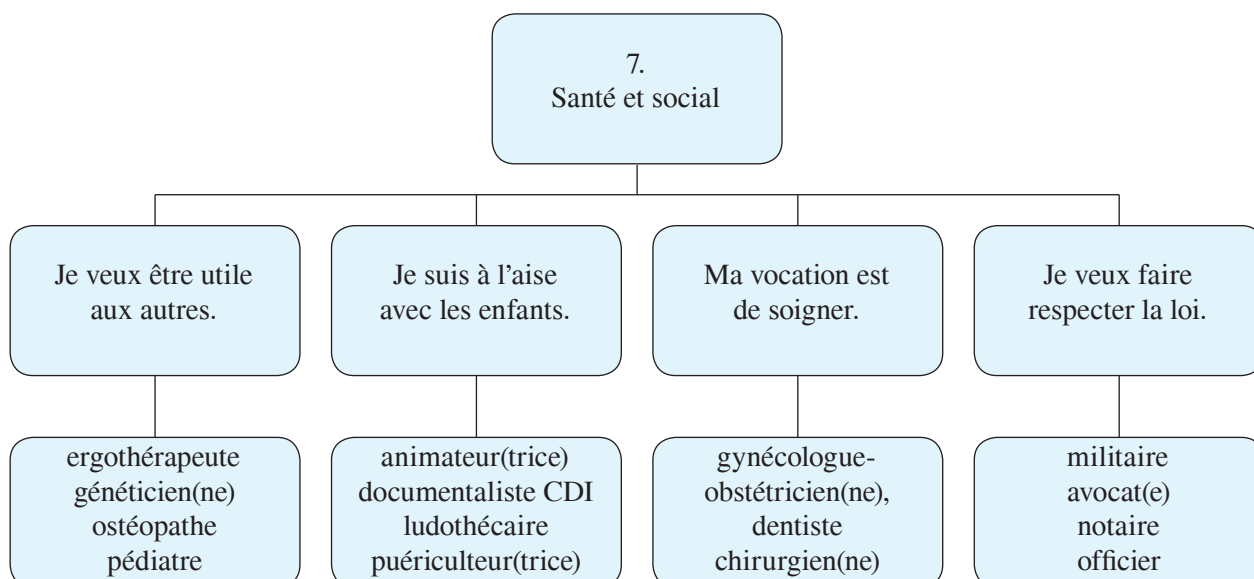 7.
Santé et social
Je veux être utile
aux autres.
Je suis à l'aise
avec les enfants.
Ma vocation est
de soigner.
Je veux faire
respecter la loi.
ergothérapeute
généticien(ne)
ostéopathe
pédiatre
animateur(trice)
documentaliste CDI
ludothécaire
puériculteur(trice)
gynécologue-
obstétricien(ne),
dentiste
chirurgien(ne)
militaire
avocat(e)
notaire
officier